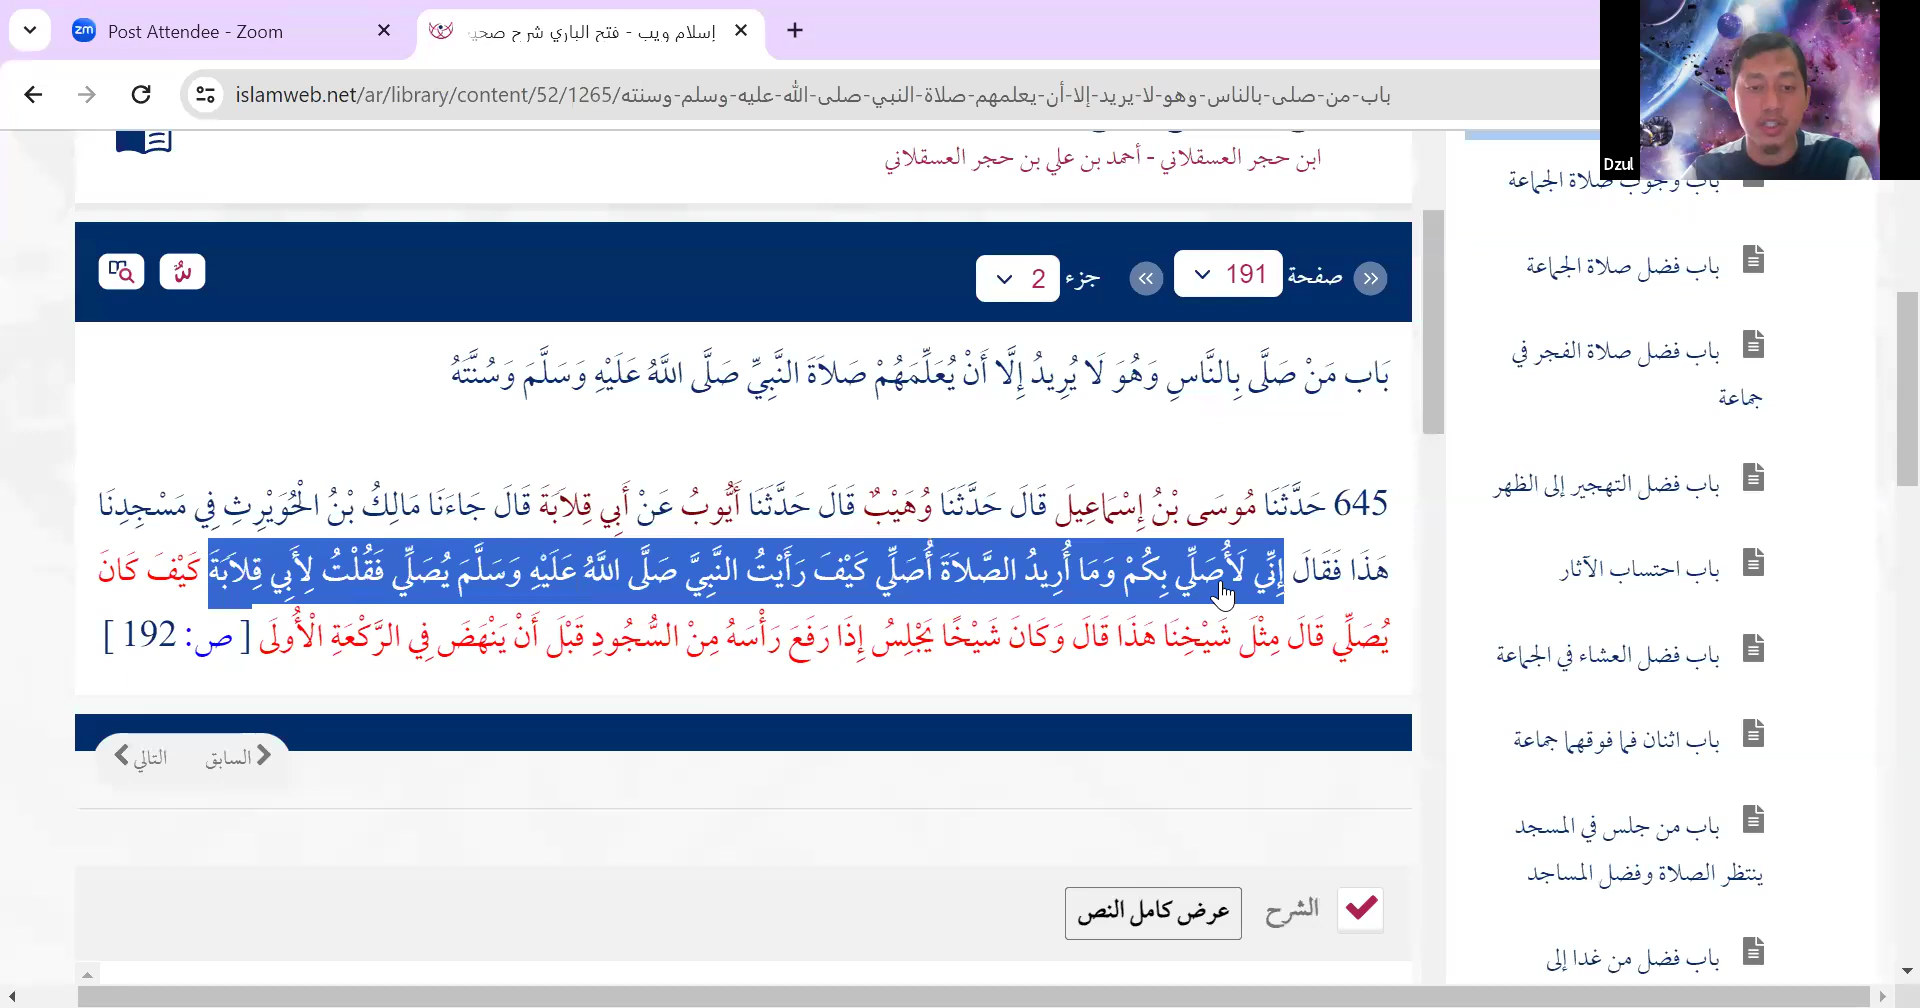 Post Attendee - Zoom
إسلام ويب - فتح الباري شرح صحيح
islamweb.net/ar/library/content/52/1265/باب-من-صلى-بالناس-وهو-لا-يريد-إلا-أن-يعلمهم-صلاة-النبي-صلى-الله-عليه-وسلم-وسنته
Dzul
ابن حجر العسقلاني - أحمد بن علي بن حجر العسقلاني
صفحة 191
جزء 2
بَاب مَنْ صَلَّى بِالنَّاسِ وَهُوَ لَا يُرِيدُ إِلَّا أَنْ يُعَلِّمَهُمْ صَلَاةَ النَّبِيِّ صَلَّى اللَّهُ عَلَيْهِ وَسَلَّمَ وَسُنَّتَهُ
645 حَدَّثَنَا مُوسَى بْنُ إِسْمَاعِيلَ قَالَ حَدَّثَنَا وُهَيْبٌ قَالَ حَدَّثَنَا أَيُّوبُ عَنْ أَبِي قِلَابَةَ قَالَ جَاءَنَا مَالِكُ بْنُ الْحُوَيْرِثِ فِي مَسْجِدِنَا
هَذَا فَقَالَ إِنِّي لَأُصَلِّي بِكُمْ وَمَا أُرِيدُ الصَّلَاةَ أُصَلِّي كَيْفَ رَأَيْتُ النَّبِيَّ صَلَّى اللَّهُ عَلَيْهِ وَسَلَّمَ يُصَلِّي فَقُلْتُ لِأَبِي قِلَابَةَ كَيْفَ كَانَ
يُصَلِّي قَالَ مِثْلَ شَيْخِنَا هَذَا قَالَ وَكَانَ شَيْخًا يَجْلِسُ إِذَا رَفَعَ رَأْسَهُ مِنْ السُّجُودِ قَبْلَ أَنْ يَنْهَضَ فِي الرَّكْعَةِ الْأُولَى [ ص: 192 ]
السابق
التالي
الشرح
عرض كامل النص
باب وجوب صلاة الجماعة
باب فضل صلاة الجماعة
باب فضل صلاة الفجر في
جماعة
باب فضل التهجير إلى الظهر
باب احتساب الآثار
باب فضل العشاء في الجماعة
باب اثنان فما فوقهما جماعة
باب من جلس في المسجد
ينتظر الصلاة وفضل المساجد
باب فضل من غدا إلى